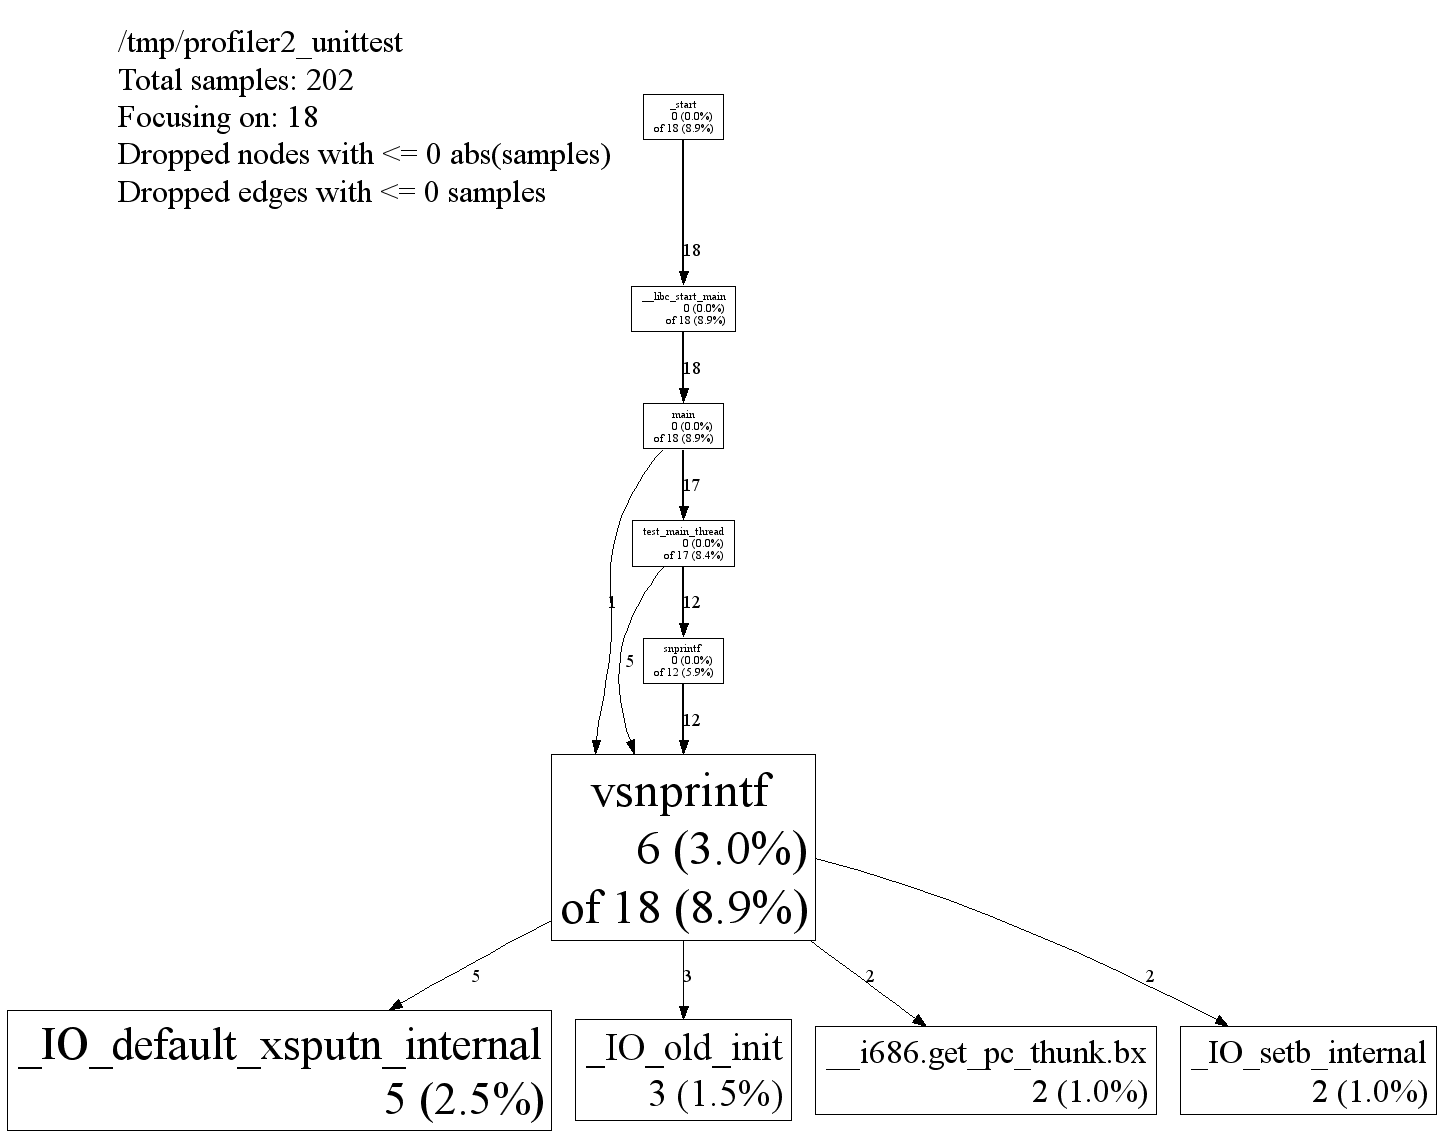 /tmp/profiler2_unittest
Total samples: 202
Focusing on: 18
Dropped nodes with <= 0 abs(samples)
Dropped edges with <= 0 samples
_start
0 (0.0%)
of 18 (8.9%)
18
__libc_start_main
0 (0.0%)
of 18 (8.9%)
18
main
0 (0.0%)
of 18 (8.9%)
17
test_main_thread
0 (0.0%)
of 17 (8.4%)
1
12
snprintf
0 (0.0%)
of 12 (5.9%)
5
12
vsnprintf
6 (3.0%)
of 18 (8.9%)
5
3
2
2
_IO_default_xsputn_internal
5 (2.5%)
_IO_old_init
3 (1.5%)
__i686.get_pc_thunk.bx
2 (1.0%)
_IO_setb_internal
2 (1.0%)